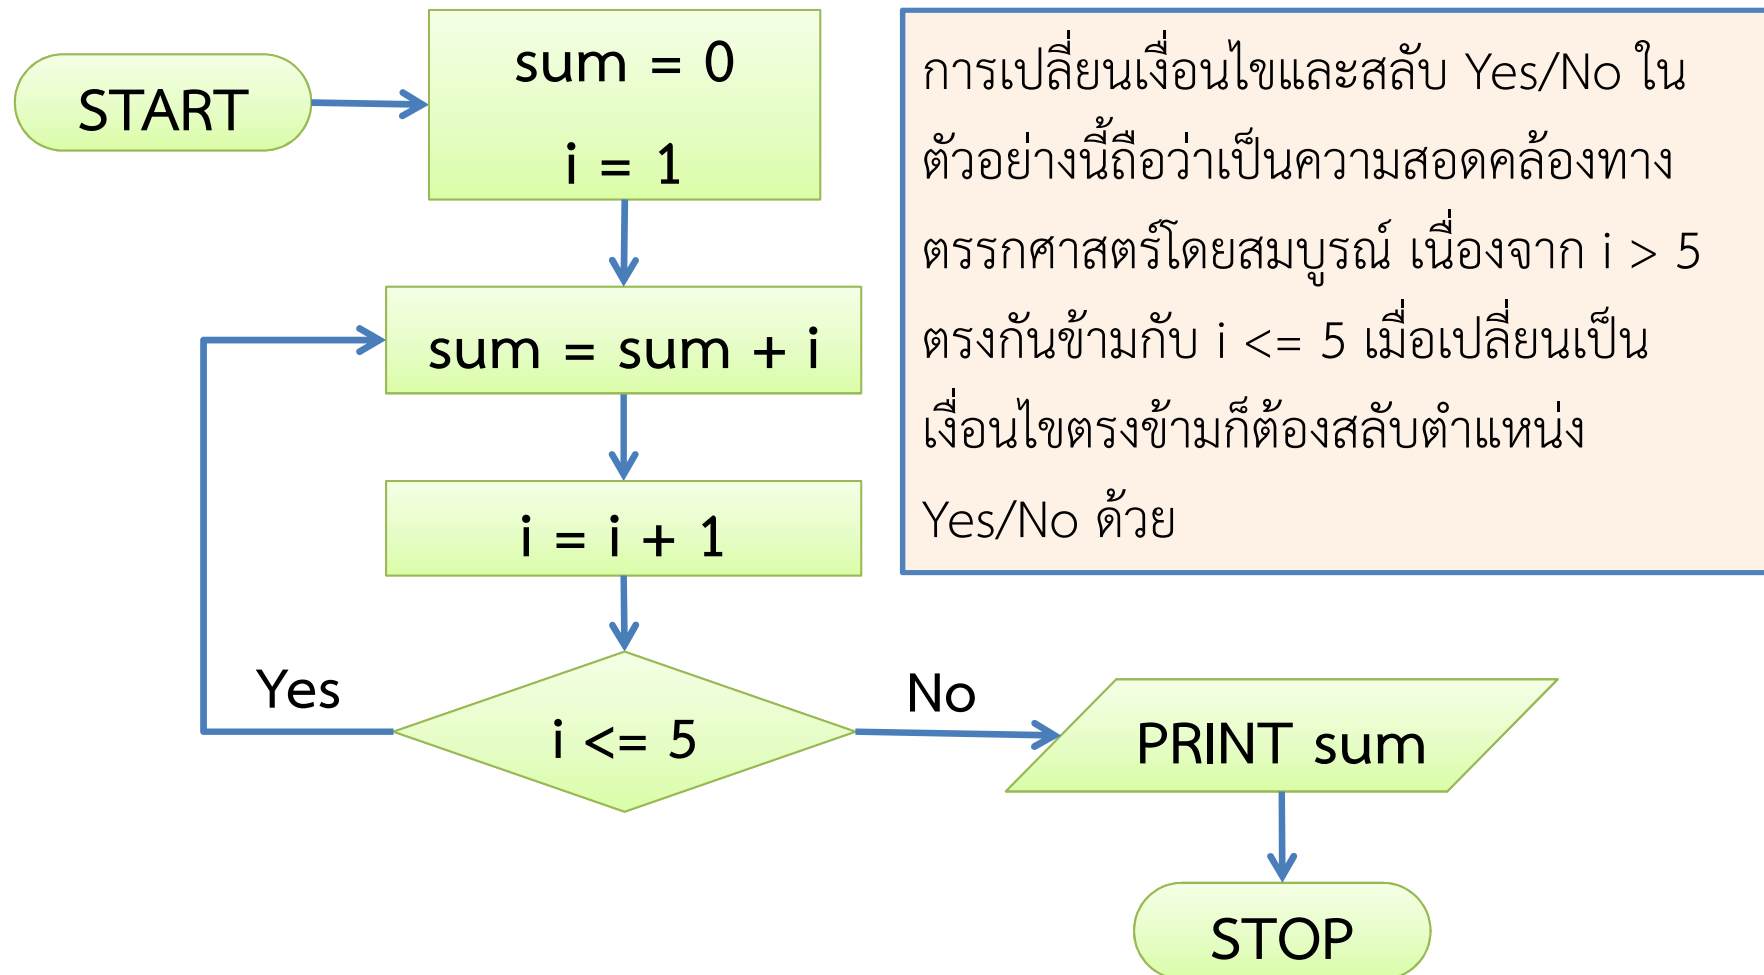 START
sum = 0
i = 1
sum = sum + i
i = i + 1
Yes
i <= 5
No
PRINT sum
STOP
การเปลี่ยนเงื่อนไขและสลับ Yes/No ใน
ตัวอย่างนี้ถือว่าเป็นความสอดคล้องทาง
ตรรกศาสตร์โดยสมบูรณ์ เนื่องจาก i > 5
ตรงกันข้ามกับ i <= 5 เมื่อเปลี่ยนเป็น
เงื่อนไขตรงข้ามก็ต้องสลับตำแหน่ง
Yes/No ด้วย